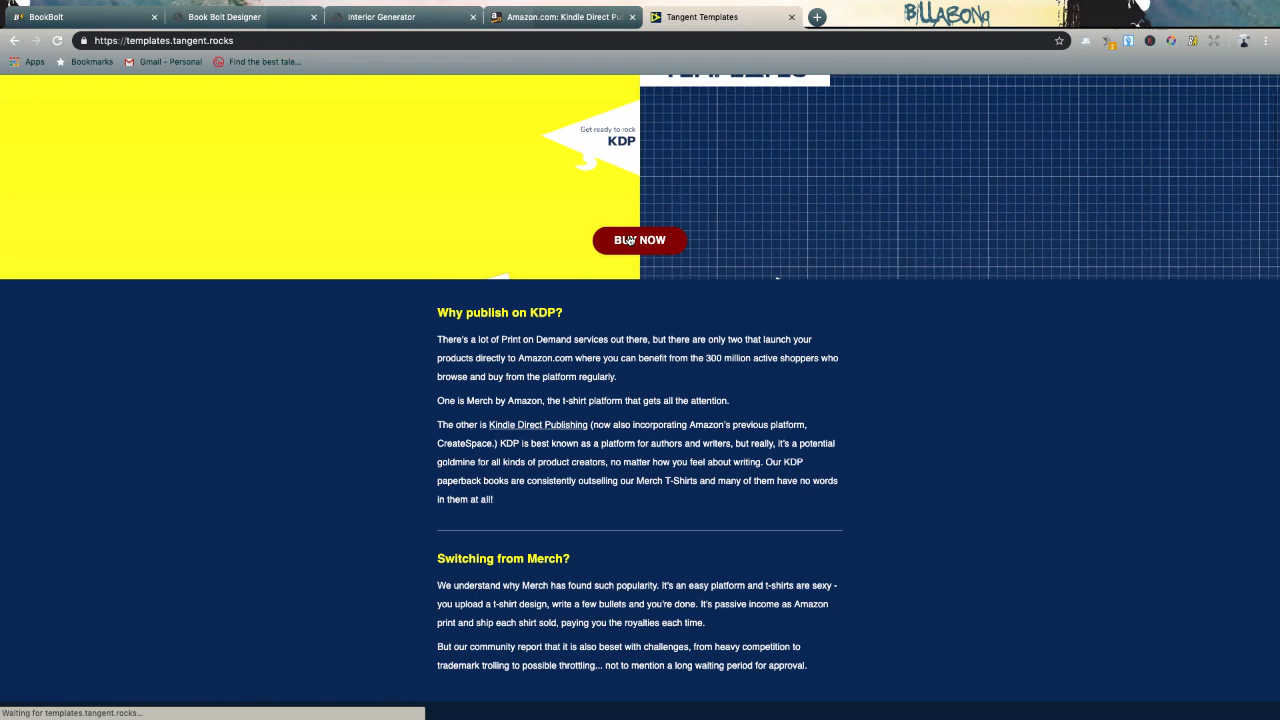 BookBolt
Book Bolt Designer
Interior Generator
Amazon.com: Kindle Direct Pu
Tangent Templates
BILLABONG
https://templates.tangent.rocks
Apps
Bookmarks
Gmail - Personal
Find the best tale...
TEMPLATES
Get ready to rock
KDP
BUY NOW
Why publish on KDP?
There's a lot of Print on Demand services out there, but there are only two that launch your
products directly to Amazon.com where you can benefit from the 300 million active shoppers who
browse and buy from the platform regularly.
One is Merch by Amazon, the t-shirt platform that gets all the attention.
The other is Kindle Direct Publishing (now also incorporating Amazon's previous platform,
CreateSpace.) KDP is best known as a platform for authors and writers, but really, it's a potential
goldmine for all kinds of product creators, no matter how you feel about writing. Our KDP
paperback books are consistently outselling our Merch T-Shirts and many of them have no words
in them at all!
Switching from Merch?
We understand why Merch has found such popularity. It's an easy platform and t-shirts are sexy -
you upload a t-shirt design, write a few bullets and you're done. It's passive income as Amazon
print and ship each shirt sold, paying you the royalties each time.
But our community report that it is also beset with challenges, from heavy competition to
trademark trolling to possible throttling... not to mention a long waiting period for approval.
Waiting for templates.tangent.rocks...